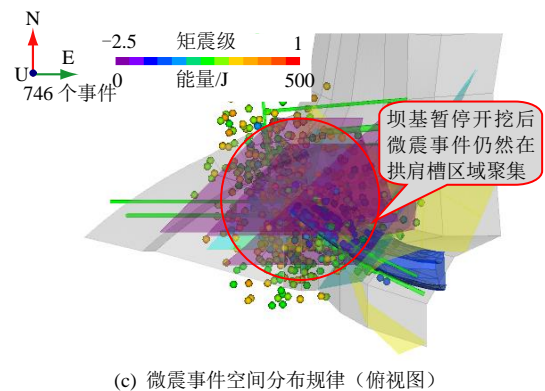 N
E
U
746 个事件
−2.5 矩震级 1
0 能量/J 500
坝基暂停开挖后
微震事件仍然在
拱肩槽区域聚集
(c) 微震事件空间分布规律（俯视图）